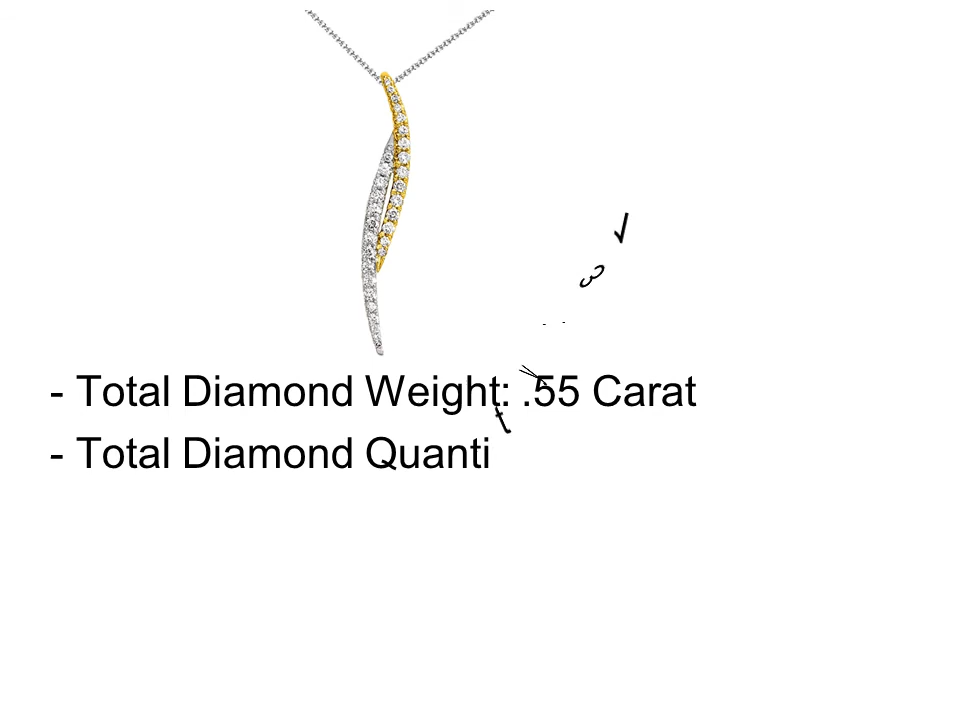 - Total Diamond Weight: .55 Carat
- Total Diamond Quanti